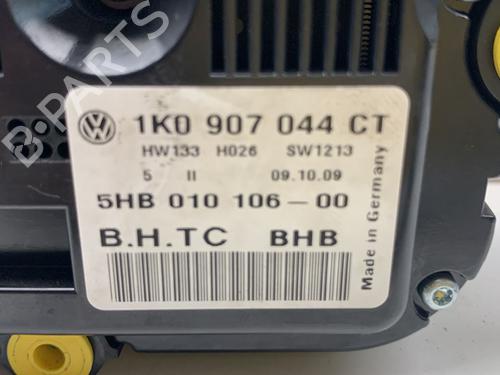 B-PARTS
1K0 907 044 CT
HW133 H026 SW1213
5 II 09.10.09
5HB 010 106-00
B.H.TC BHB
Made in Germany